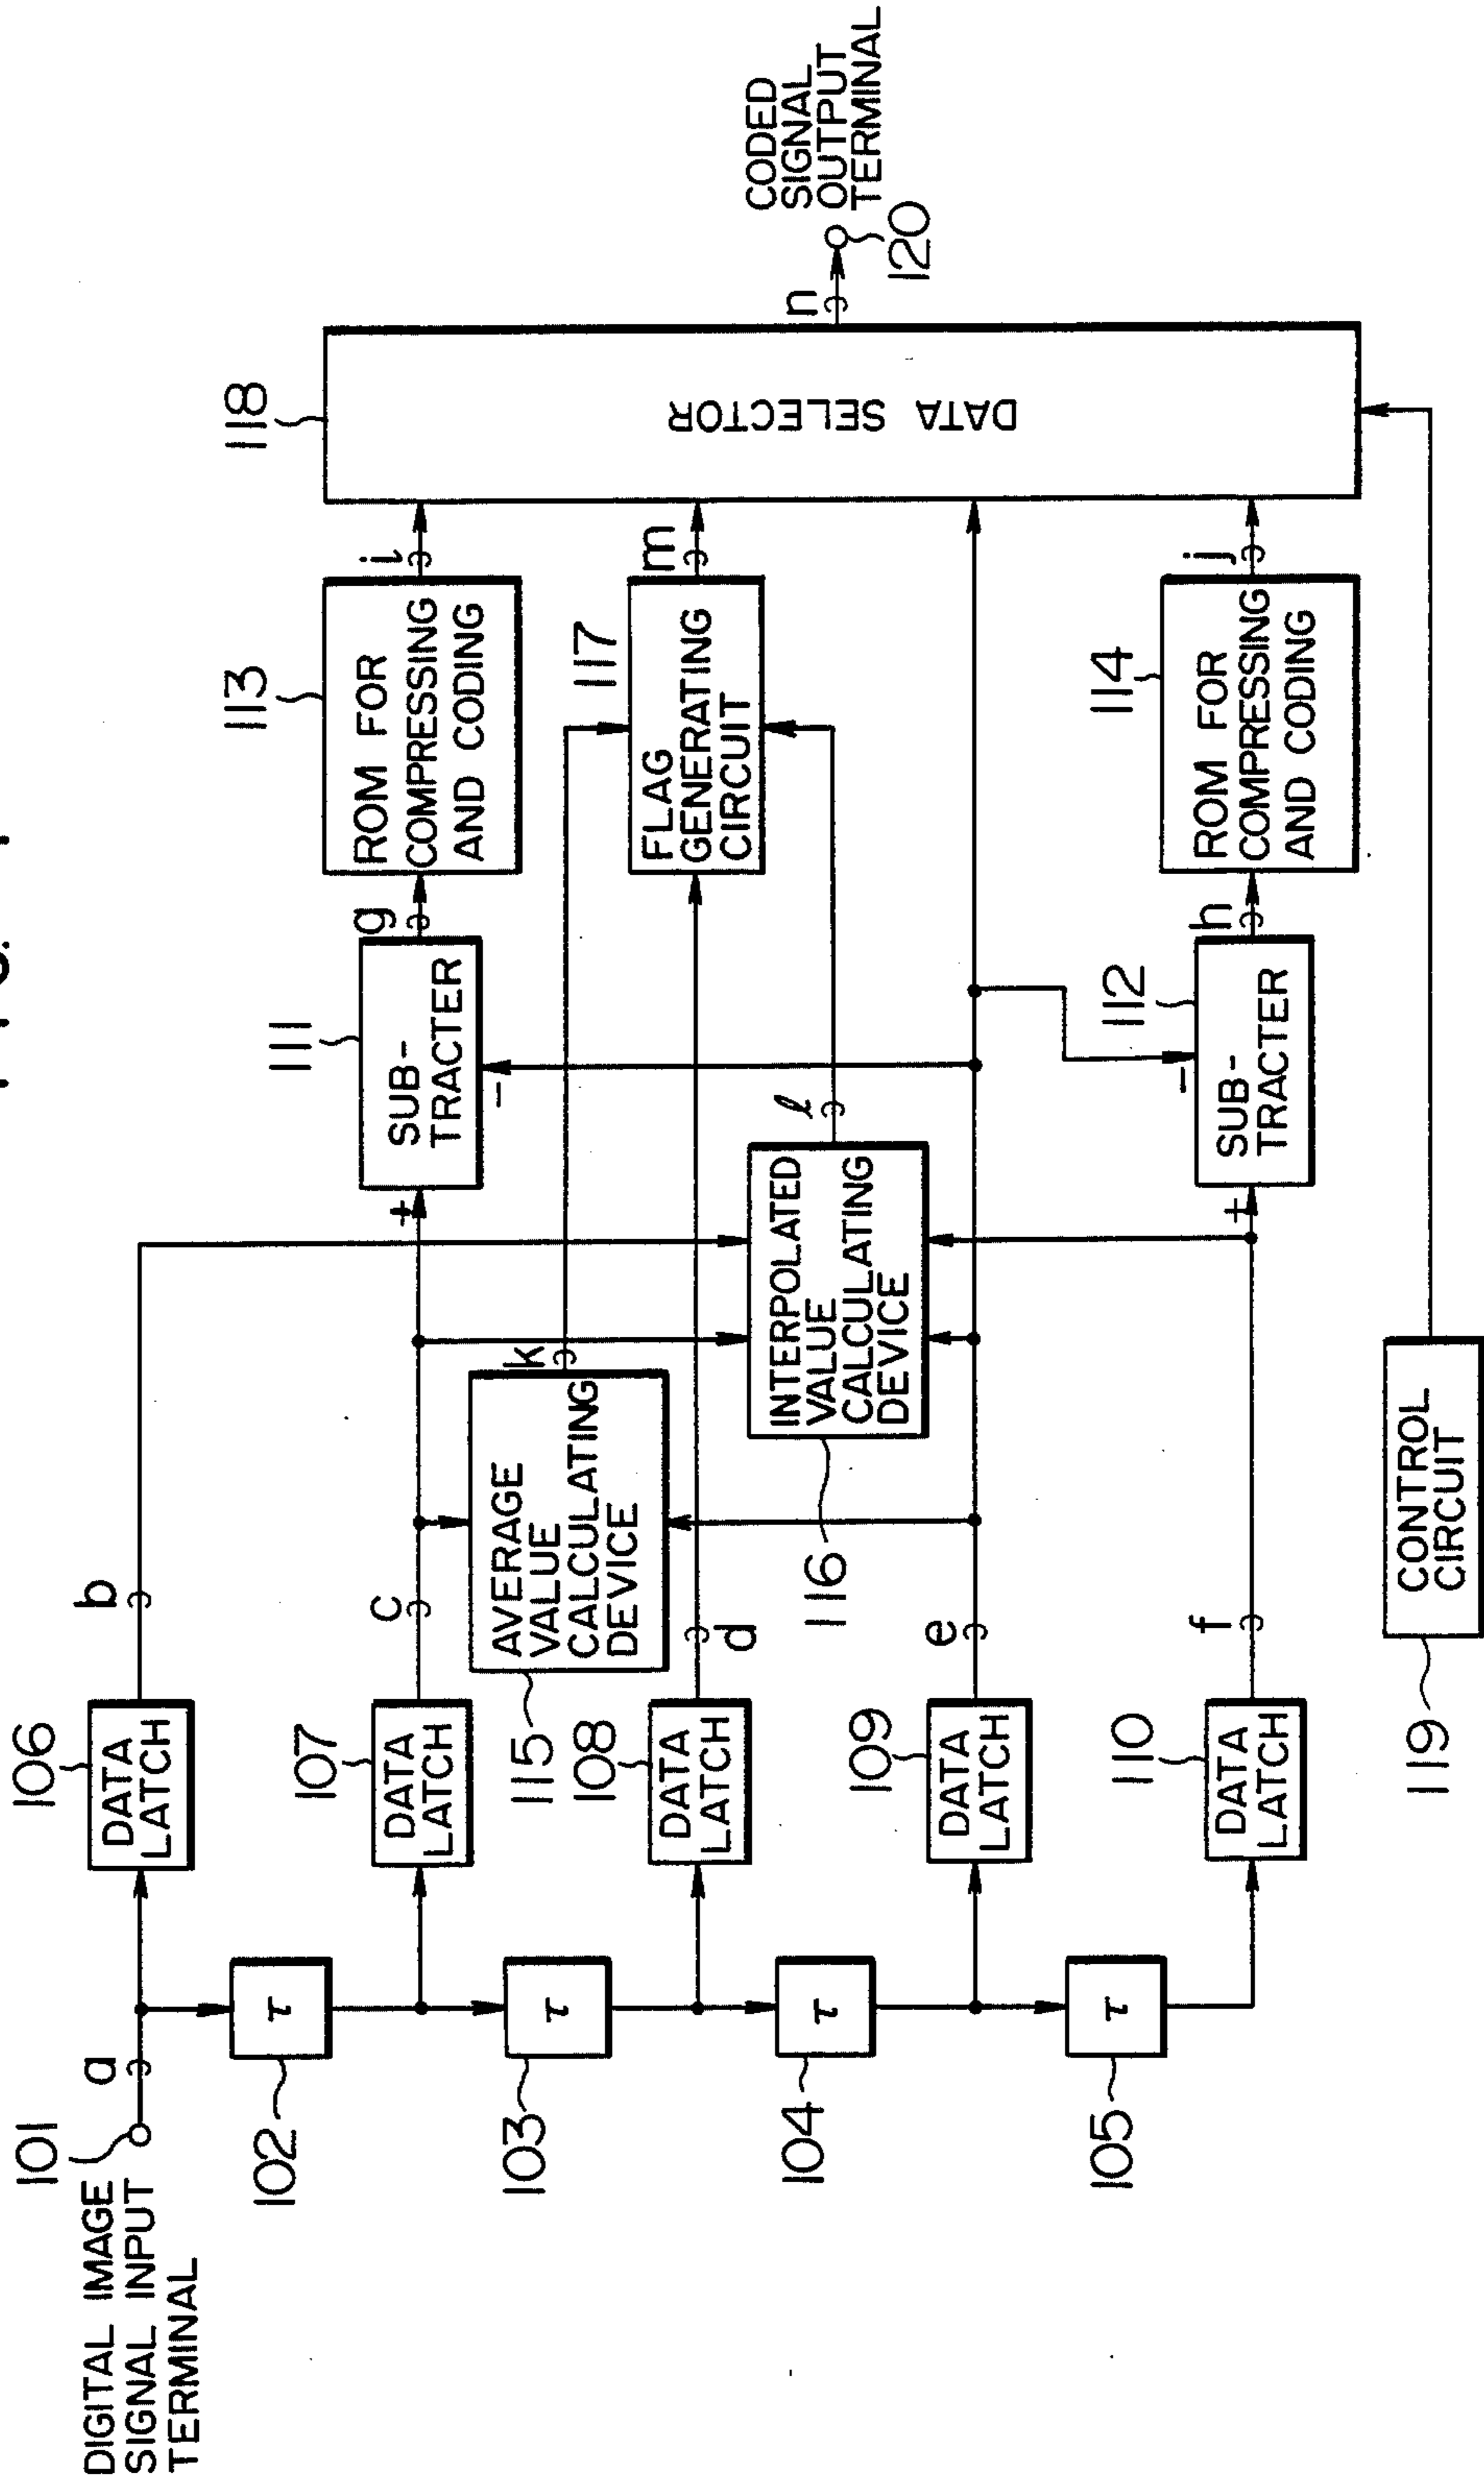 101
DIGITAL IMAGE
SIGNAL INPUT
TERMINAL
a
102
τ
103
τ
104
τ
105
τ
106
DATA
LATCH
b
107
DATA
LATCH
c
115
AVERAGE
VALUE
CALCULATING
DEVICE
k
108
DATA
LATCH
d
116
INTERPOLATED
VALUE
CALCULATING
DEVICE
ℓ
109
DATA
LATCH
e
110
DATA
LATCH
f
111
SUB-
TRACTER
+
−
g
112
SUB-
TRACTER
+
−
h
113
ROM FOR
COMPRESSING
AND CODING
i
117
FLAG
GENERATING
CIRCUIT
m
114
ROM FOR
COMPRESSING
AND CODING
j
118
DATA SELECTOR
n
120
CODED
SIGNAL
OUTPUT
TERMINAL
119
CONTROL
CIRCUIT